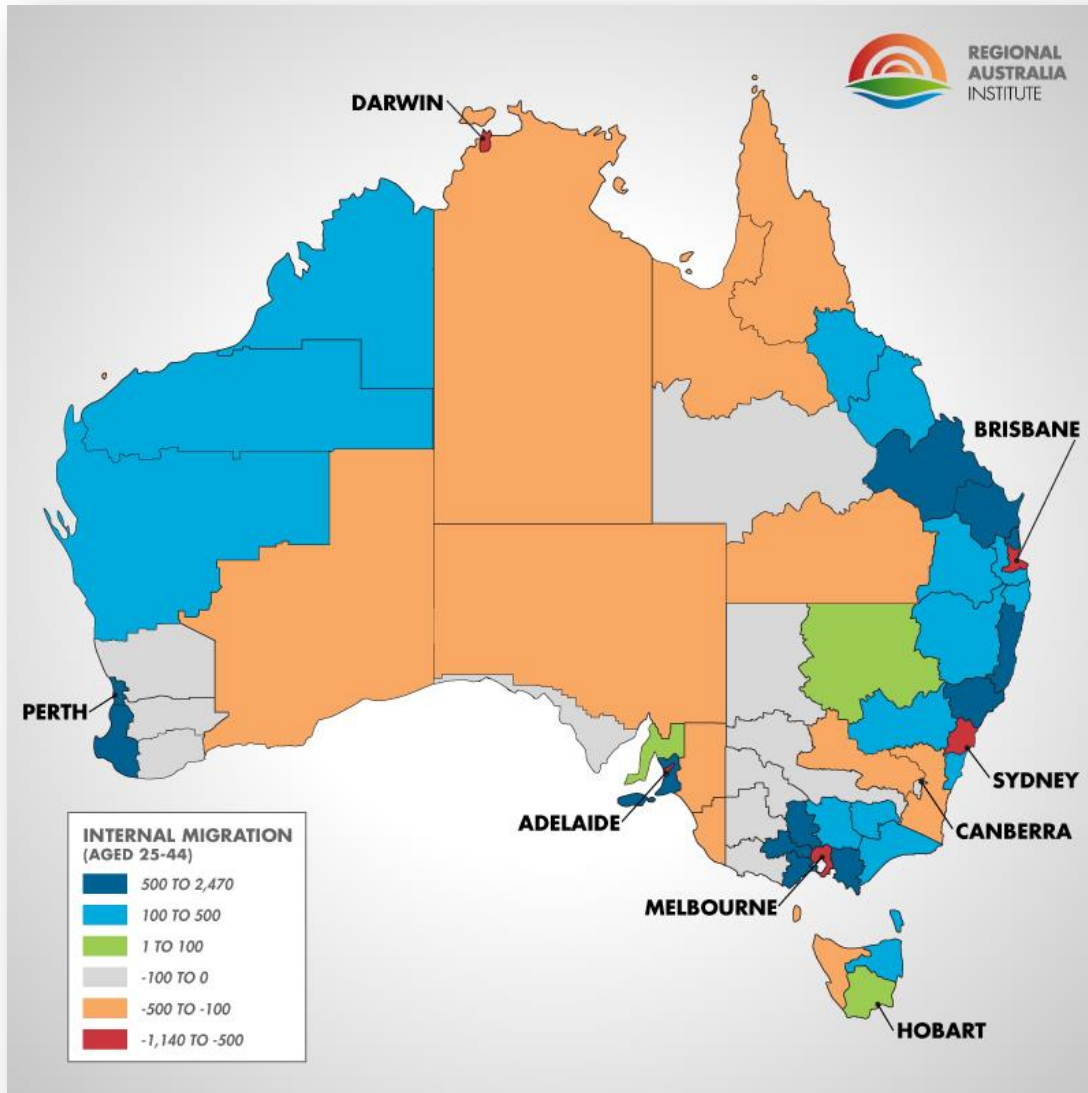 REGIONAL
AUSTRALIA
INSTITUTE
DARWIN
BRISBANE
PERTH
SYDNEY
ADELAIDE
CANBERRA
MELBOURNE
HOBART
INTERNAL MIGRATION
(AGED 25-44)
500 TO 2,470
100 TO 500
1 TO 100
-100 TO 0
-500 TO -100
-1,140 TO -500